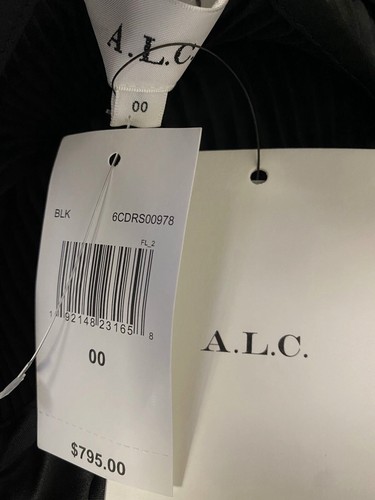 A.L.C.
00
BLK 6CDRS00978
FL_2
1 92148 23165 8
00
$795.00
A.L.C.